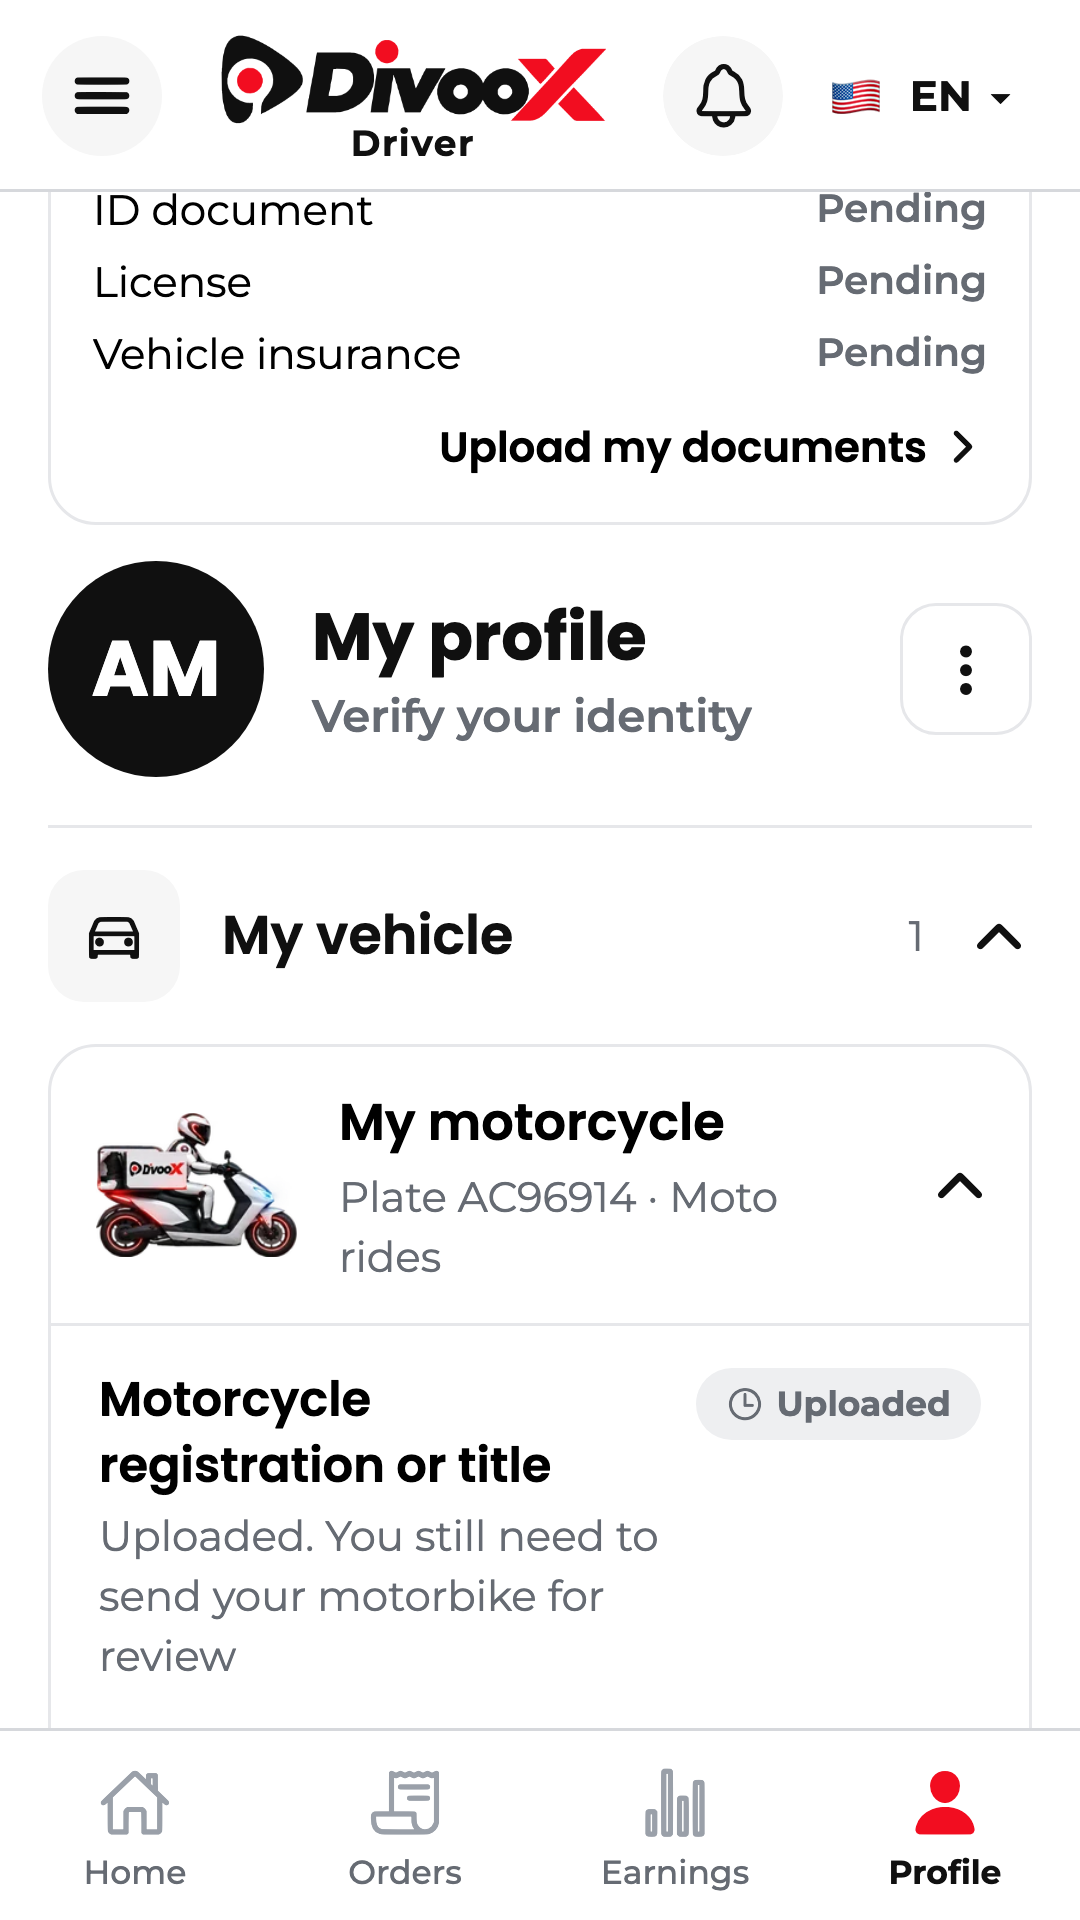 DivooX
Driver
EN
ID document
Pending
License
Pending
Vehicle insurance
Pending
Upload my documents
AM
My profile
Verify your identity
My vehicle
1
DivooX
My motorcycle
Plate AC96914 · Moto
rides
Motorcycle
registration or title
Uploaded
Uploaded. You still need to
send your motorbike for
review
Home
Orders
Earnings
Profile